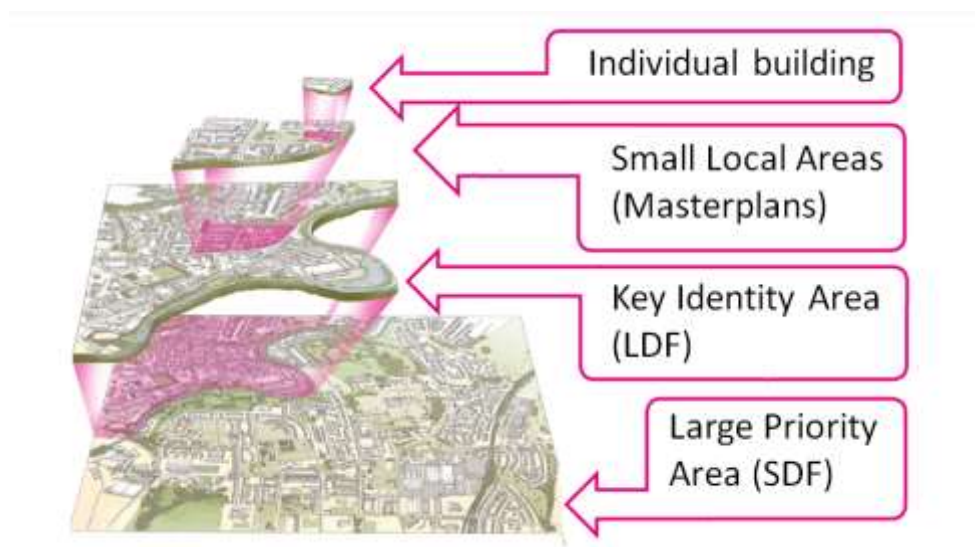 Individual building
Small Local Areas
(Masterplans)
Key Identity Area
(LDF)
Large Priority
Area (SDF)